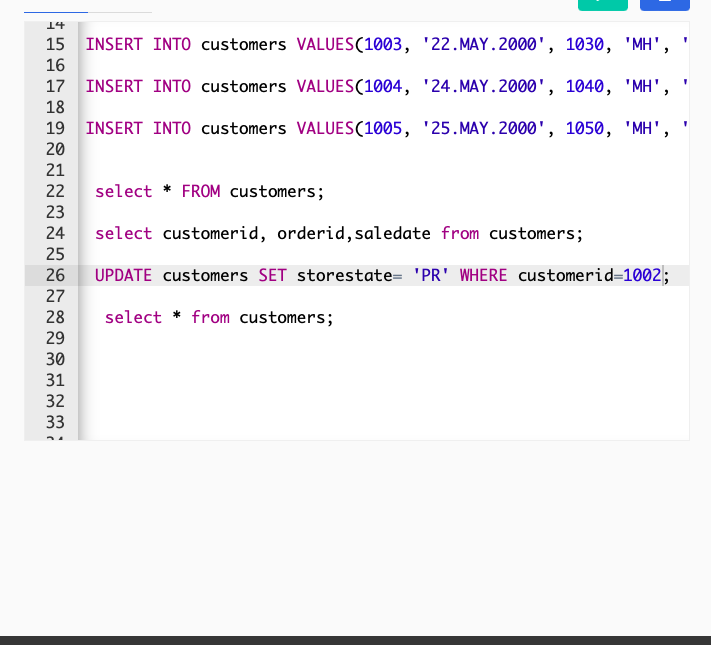 15 INSERT INTO customers VALUES(1003, '22.MAY.2000', 1030, 'MH', '
16
17 INSERT INTO customers VALUES(1004, '24.MAY.2000', 1040, 'MH', '
18
19 INSERT INTO customers VALUES(1005, '25.MAY.2000', 1050, 'MH', '
20
21
22 select * FROM customers;
23
24 select customerid, orderid,saledate from customers;
25
26 UPDATE customers SET storestate= 'PR' WHERE customerid=1002;
27
28 select * from customers;
29
30
31
32
33